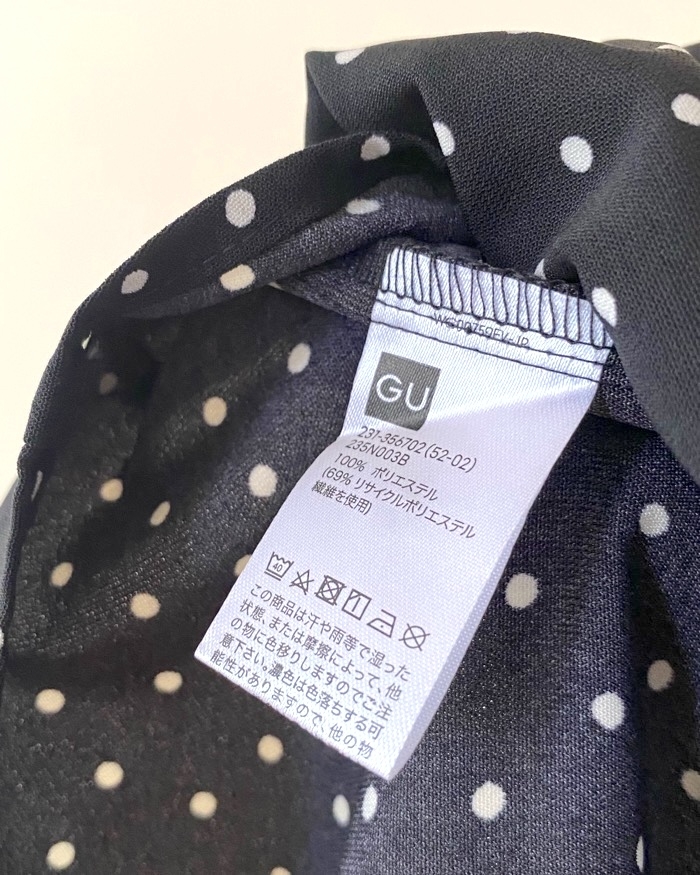 GU
231-356702(52-02)
235N003B
100% ポリエステル
(69% リサイクルポリエステル
繊維を使用)
40
この商品は汗や雨等で湿った
状態、または摩擦によって、他
の物に色移りしますのでご注
意下さい。濃色は色落ちする可
能性がありますので、他の物